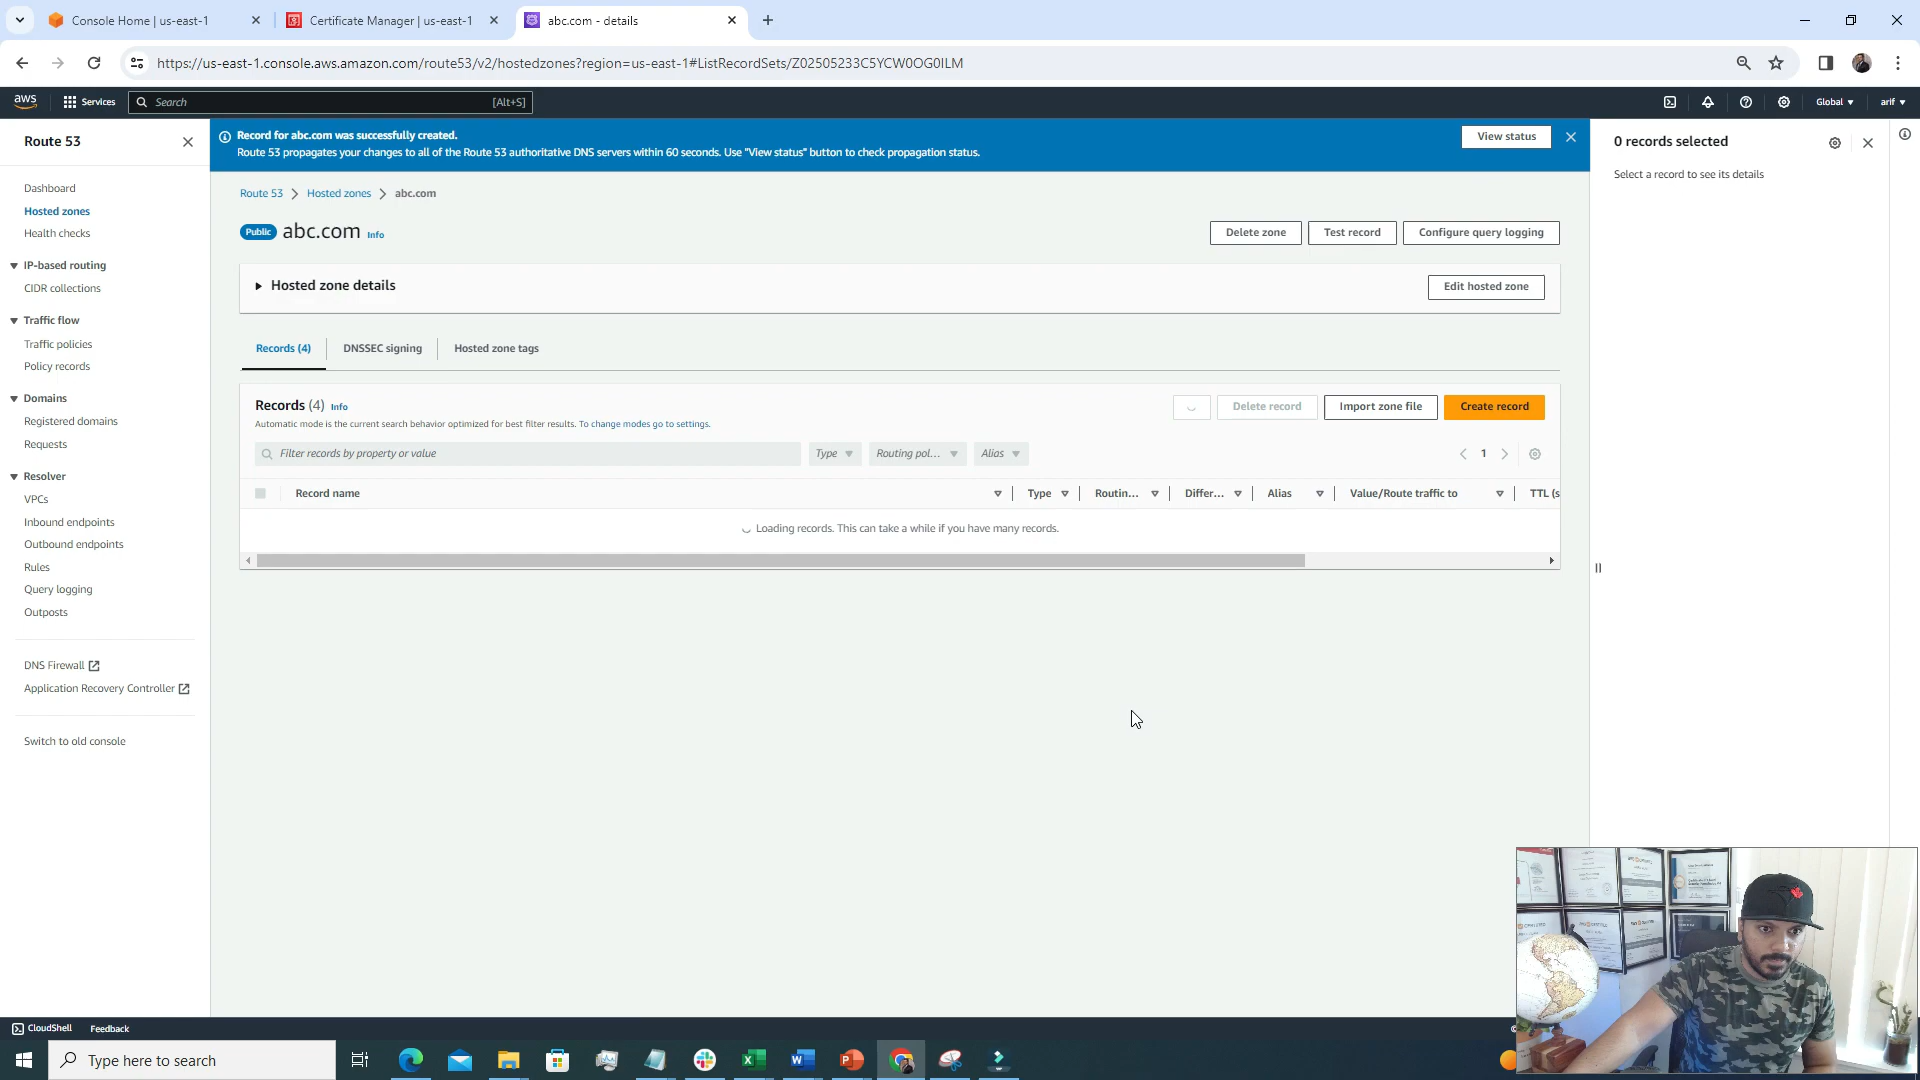 Console Home | us-east-1
Certificate Manager | us-east-1
abc.com - details
https://us-east-1.console.aws.amazon.com/route53/v2/hostedzones?region=us-east-1#ListRecordSets/Z02505233C5YCW0OG0ILM
aws
Services
Search
[Alt+S]
Global
arif
Route 53
Dashboard
Hosted zones
Health checks
IP-based routing
CIDR collections
Traffic flow
Traffic policies
Policy records
Domains
Registered domains
Requests
Resolver
VPCs
Inbound endpoints
Outbound endpoints
Rules
Query logging
Outposts
DNS Firewall
Application Recovery Controller
Switch to old console
Record for abc.com was successfully created.
Route 53 propagates your changes to all of the Route 53 authoritative DNS servers within 60 seconds. Use "View status" button to check propagation status.
View status
Route 53
Hosted zones
abc.com
Public
abc.com
Info
Delete zone
Test record
Configure query logging
Hosted zone details
Edit hosted zone
Records (4)
DNSSEC signing
Hosted zone tags
Records (4)
Info
Automatic mode is the current search behavior optimized for best filter results. To change modes go to settings.
Delete record
Import zone file
Create record
Filter records by property or value
Type
Routing pol...
Alias
1
Record name
Type
Routin...
Differ...
Alias
Value/Route traffic to
TTL (s
Loading records. This can take a while if you have many records.
0 records selected
Select a record to see its details
CloudShell
Feedback
Type here to search